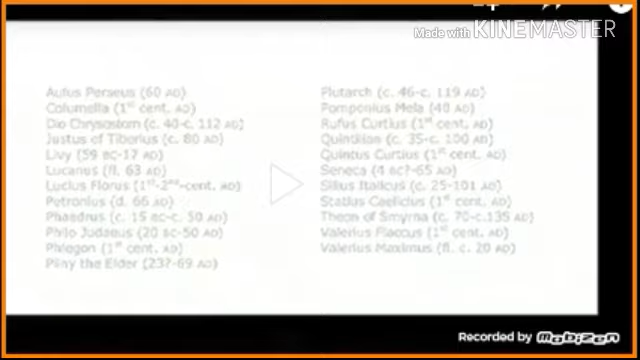 Made with KINEMASTER
Aulus Perseus (60 AD)
Columella (1st cent. AD)
Dio Chrysostom (c. 40-c. 112 AD)
Justus of Tiberius (c. 80 AD)
Livy (59 BC-17 AD)
Lucanus (fl. 63 AD)
Lucius Florus (1st-2nd-cent. AD)
Petronius (d. 66 AD)
Phaedrus (c. 15 BC-c. 50 AD)
Philo Judaeus (20 BC-50 AD)
Phlegon (1st cent. AD)
Pliny the Elder (23?-69 AD)
Plutarch (c. 46-c. 119 AD)
Pomponius Mela (40 AD)
Rufus Curtius (1st cent. AD)
Quintilian (c. 35-c. 100 AD)
Quintus Curtius (1st cent. AD)
Seneca (4 BC?-65 AD)
Silius Italicus (c. 25-101 AD)
Statius Caelicius (1st cent. AD)
Theon of Smyrna (c. 70-c.135 AD)
Valerius Flaccus (1st cent. AD)
Valerius Maximus (fl. c. 20 AD)
Recorded by Mobizen